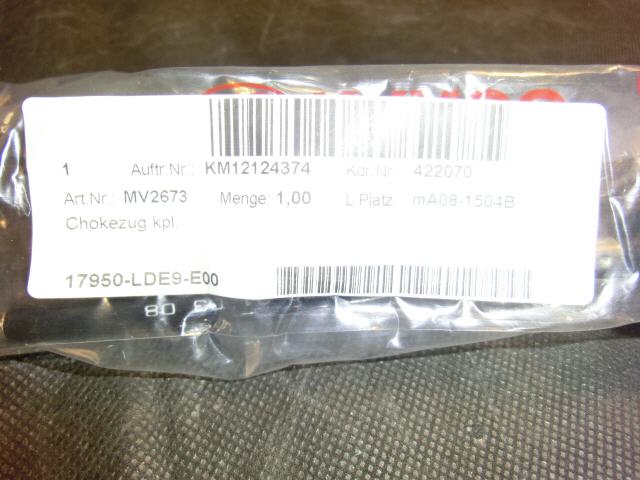 1 Auftr.Nr.: KM12124374 Kdr.Nr.: 422070
Art.Nr.: MV2673 Menge: 1,00 L Platz mA08-1504B
Chokezug kpl.
17950-LDE9-E00